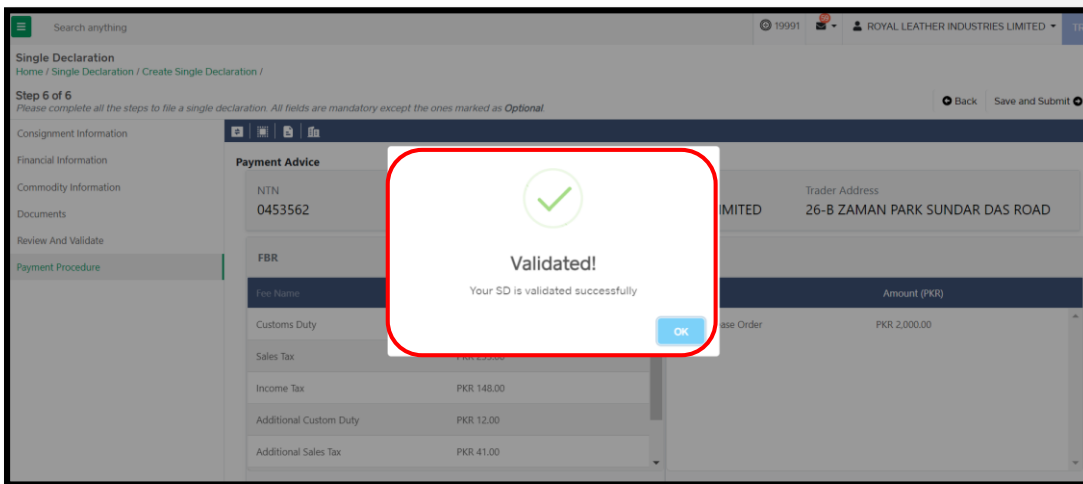 Search anything
19991
ROYAL LEATHER INDUSTRIES LIMITED
Single Declaration
Home / Single Declaration / Create Single Declaration /
Step 6 of 6
Please complete all the steps to file a single declaration. All fields are mandatory except the ones marked as Optional.
Back Save and Submit
Consignment Information
Financial Information
Commodity Information
Documents
Review And Validate
Payment Procedure
Payment Advice
NTN
0453562
Trader Address
26-B ZAMAN PARK SUNDAR DAS ROAD
FBR
Validated!
Your SD is validated successfully
OK
Fee Name
Amount (PKR)
Customs Duty
Order
PKR 2,000.00
Sales Tax
Income Tax
PKR 148.00
Additional Custom Duty
PKR 12.00
Additional Sales Tax
PKR 41.00